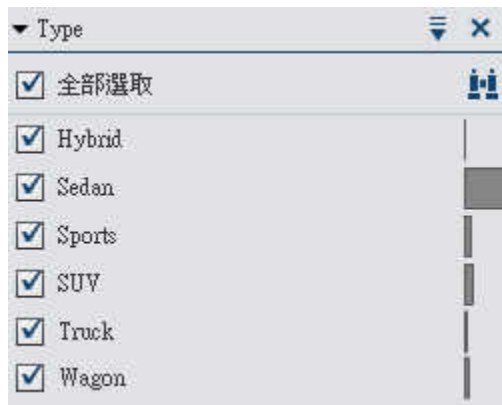 Type
全部選取
Hybrid
Sedan
Sports
SUV
Truck
Wagon